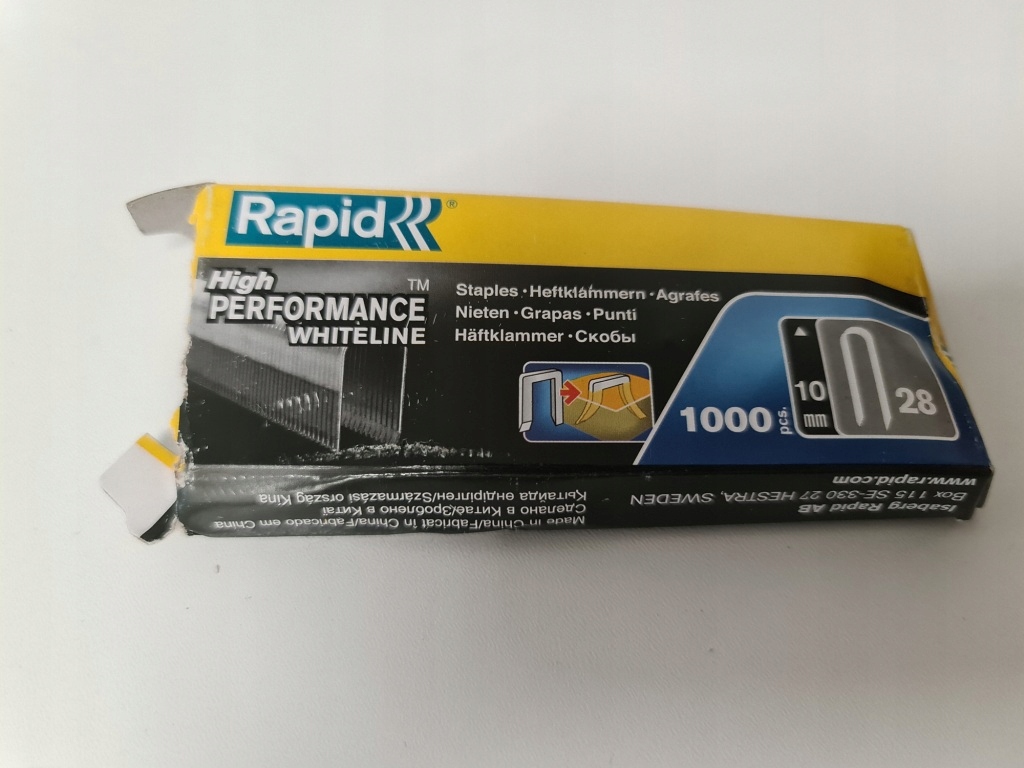 Rapid ®
High ™
PERFORMANCE
WHITELINE
Staples · Heftklammern · Agrafes
Nieten · Grapas · Punti
Häftklammer · Скобы
10
mm
28
1000 pcs.
Isaberg Rapid AB
Box 115 SE-330 27 HESTRA, SWEDEN
www.rapid.com
Made in China/Fabricat in China/Fabricado em China
Сделано в Китае/Зроблено в Китаї
Қытайда өндірілген/Származási ország Kína